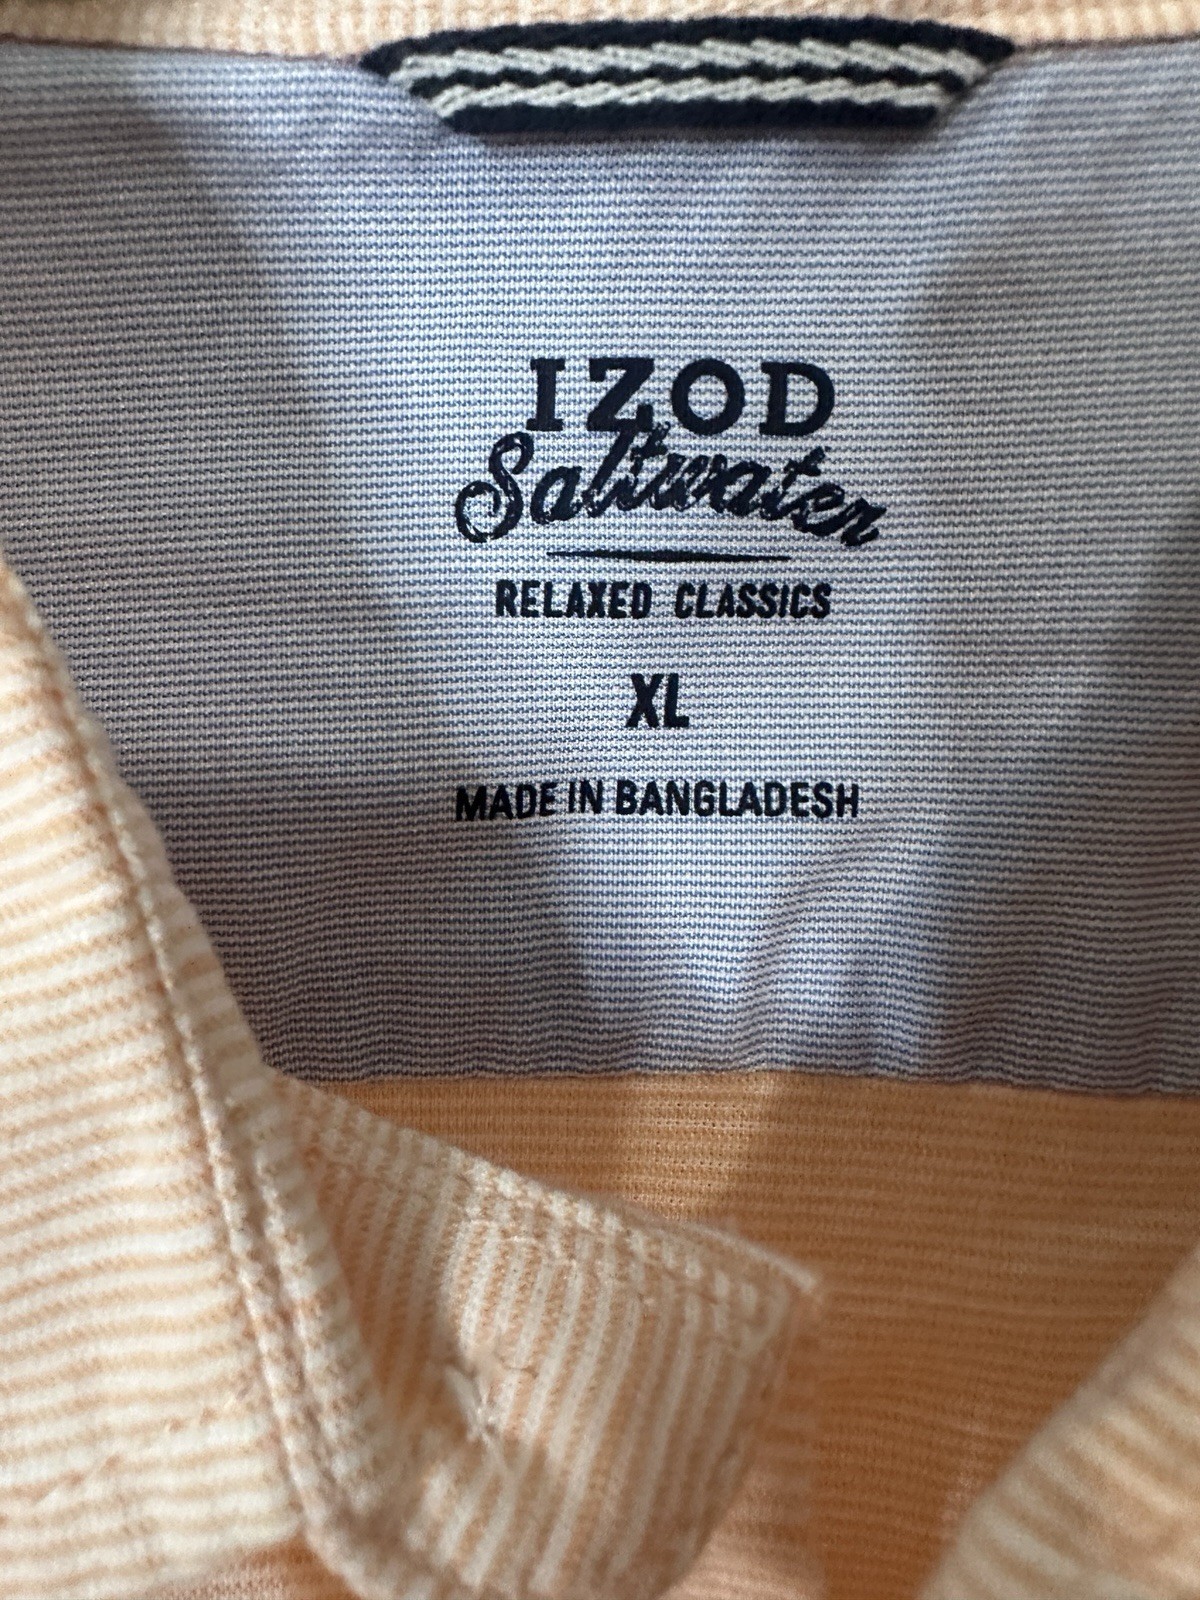 IZOD
Saltwater
RELAXED CLASSICS
XL
MADE IN BANGLADESH